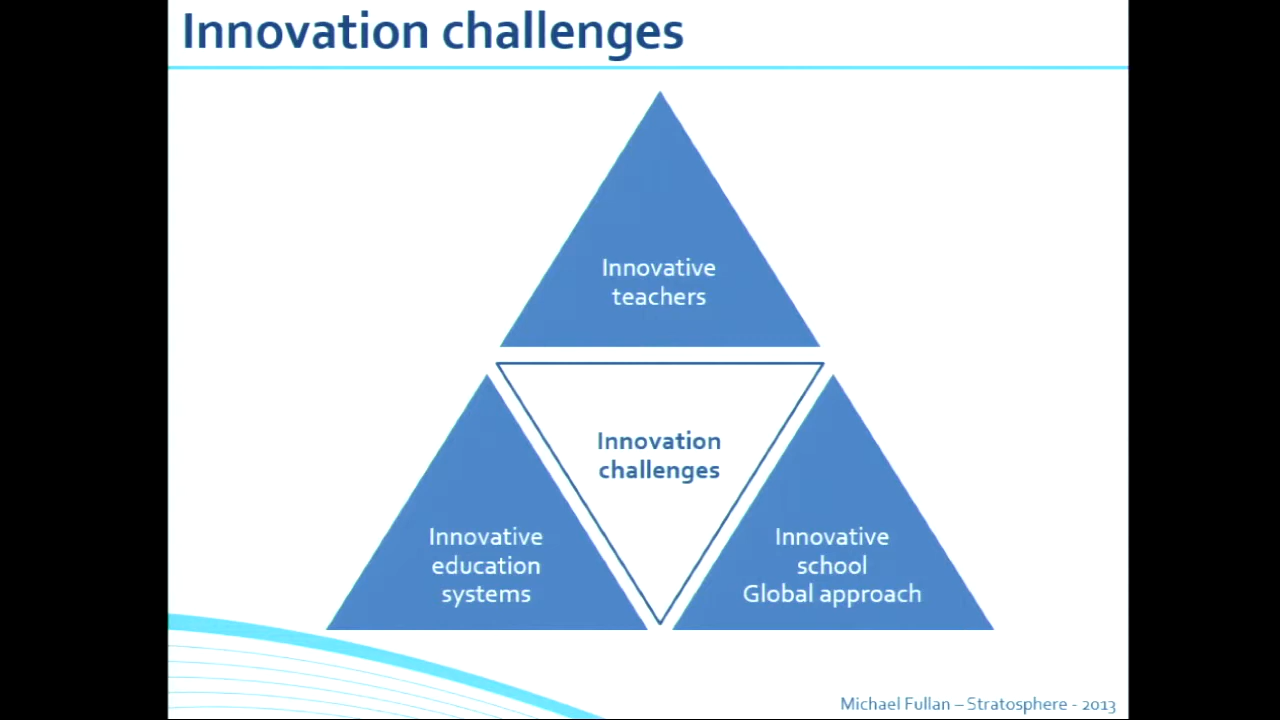 Innovation challenges
Innovative
teachers
Innovation
challenges
Innovative
education
systems
Innovative
school
Global approach
Michael Fullan – Stratosphere - 2013